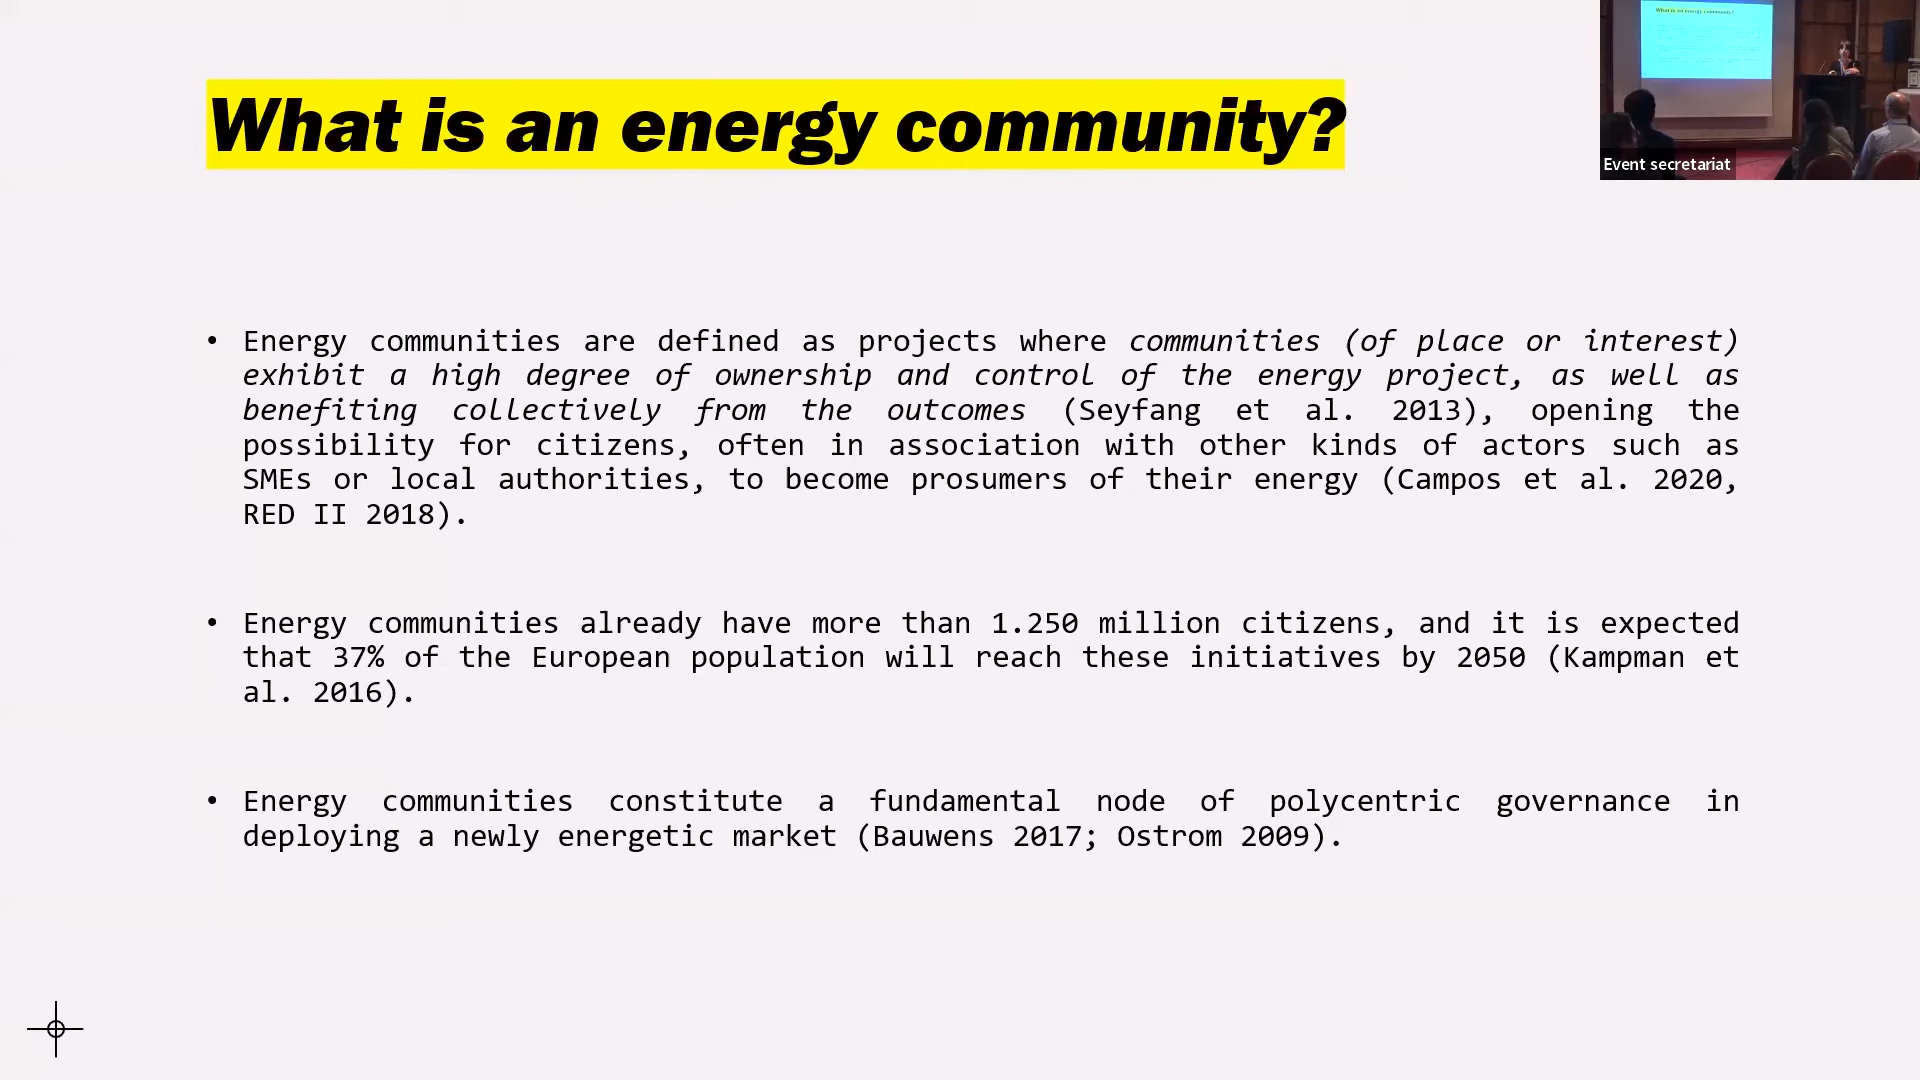 What is an energy community?
Event secretariat
• Energy communities are defined as projects where communities (of place or interest)
exhibit a high degree of ownership and control of the energy project, as well as
benefiting collectively from the outcomes (Seyfang et al. 2013), opening the
possibility for citizens, often in association with other kinds of actors such as
SMEs or local authorities, to become prosumers of their energy (Campos et al. 2020,
RED II 2018).
• Energy communities already have more than 1.250 million citizens, and it is expected
that 37% of the European population will reach these initiatives by 2050 (Kampman et
al. 2016).
• Energy communities constitute a fundamental node of polycentric governance in
deploying a newly energetic market (Bauwens 2017; Ostrom 2009).